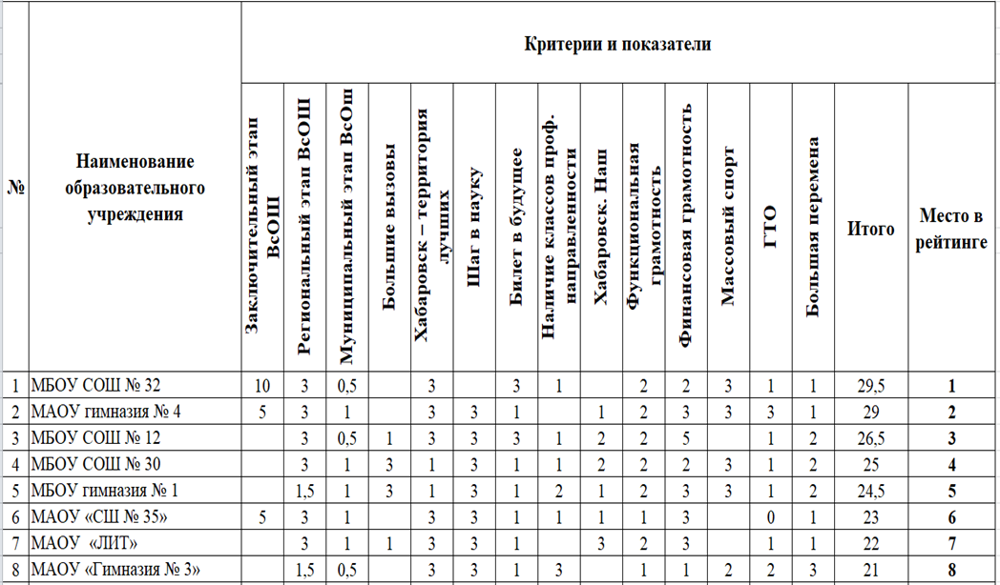 Критерии и показатели
№
Наименование
образовательного
учреждения
Заключительный этап
ВсОШ
Региональный этап ВсОШ
Муниципальный этап ВсОш
Большие вызовы
Хабаровск – территория
лучших
Шаг в науку
Билет в будущее
Наличие классов проф.
направленности
Хабаровск. Наш
Функциональная
грамотность
Финансовая грамотность
Массовый спорт
ГТО
Большая перемена
Итого
Место в
рейтинге
1 МБОУ СОШ № 32 10 3 0,5 3 3 1 2 2 3 1 1 29,5 1
2 МАОУ гимназия № 4 5 3 1 3 3 1 1 2 3 3 3 1 29 2
3 МБОУ СОШ № 12 3 0,5 1 3 3 3 1 2 2 5 1 2 26,5 3
4 МБОУ СОШ № 30 3 1 3 1 3 1 1 2 2 2 3 1 2 25 4
5 МБОУ гимназия № 1 1,5 1 3 1 3 1 2 1 2 3 3 1 2 24,5 5
6 МАОУ «СШ № 35» 5 3 1 3 3 1 1 1 1 3 0 1 23 6
7 МАОУ «ЛИТ» 3 1 1 3 3 1 3 2 3 1 1 22 7
8 МАОУ «Гимназия № 3» 1,5 0,5 3 3 1 3 1 1 2 2 3 21 8